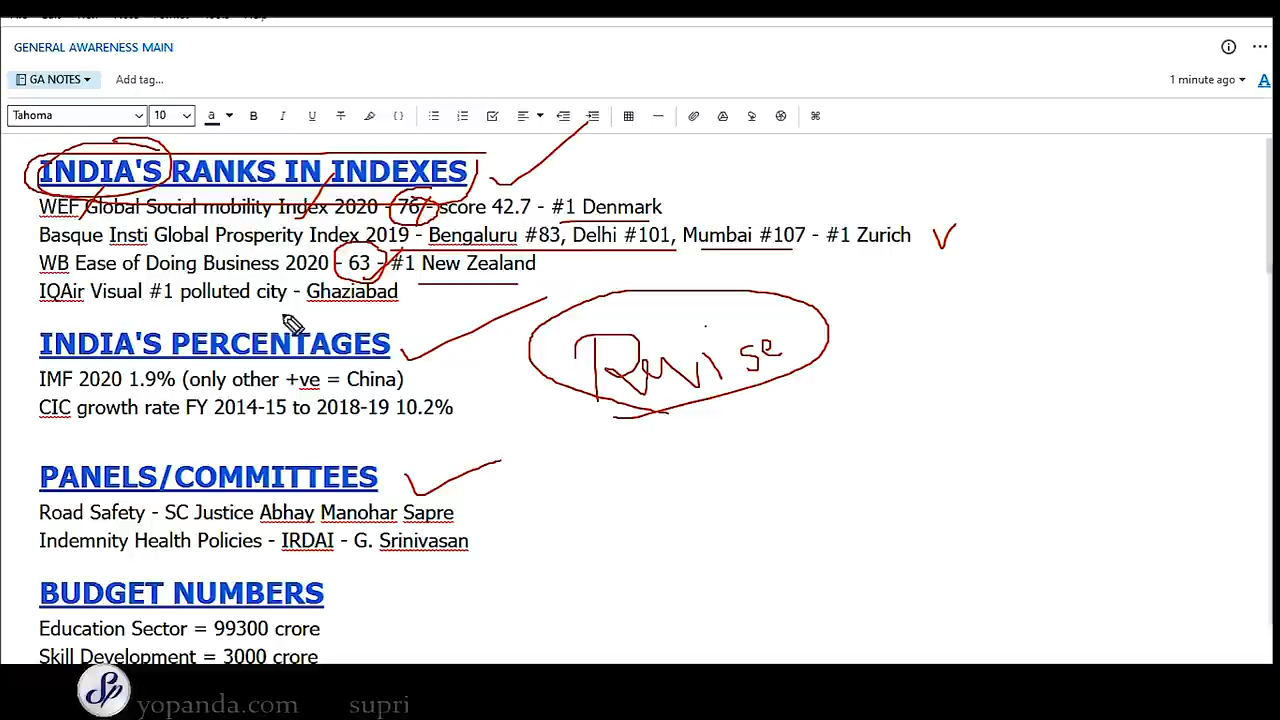 GENERAL AWARENESS MAIN
GA NOTES Add tag... 1 minute ago
Tahoma 10 a B I U T
INDIA'S RANKS IN INDEXES
WEF Global Social mobility Index 2020 - 76 - score 42.7 - #1 Denmark
Basque Insti Global Prosperity Index 2019 - Bengaluru #83, Delhi #101, Mumbai #107 - #1 Zurich
WB Ease of Doing Business 2020 - 63 - #1 New Zealand
IQAir Visual #1 polluted city - Ghaziabad
INDIA'S PERCENTAGES
Revise
IMF 2020 1.9% (only other +ve = China)
CIC growth rate FY 2014-15 to 2018-19 10.2%
PANELS/COMMITTEES
Road Safety - SC Justice Abhay Manohar Sapre
Indemnity Health Policies - IRDAI - G. Srinivasan
BUDGET NUMBERS
Education Sector = 99300 crore
Skill Development = 3000 crore
Sp yopanda.com supri